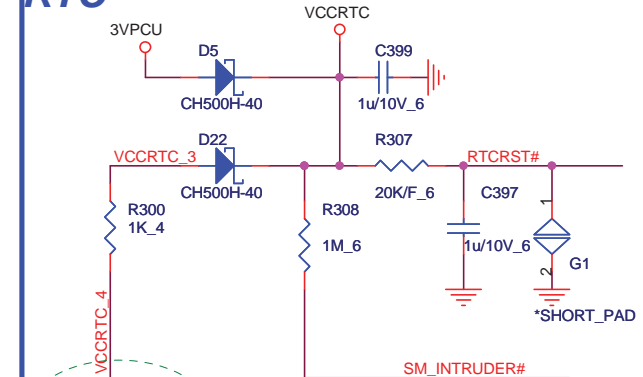 RTC
VCCRTC
3VPCU
D5
C399
CH500H-40
1u/10V_6
D22
R307
VCCRTC_3
RTCRST#
CH500H-40
20K/F_6
C397
R300
1K_4
R308
1
1M_6
1u/10V_6
G1
2
*SHORT_PAD
VCCRTC_4
SM_INTRUDER#